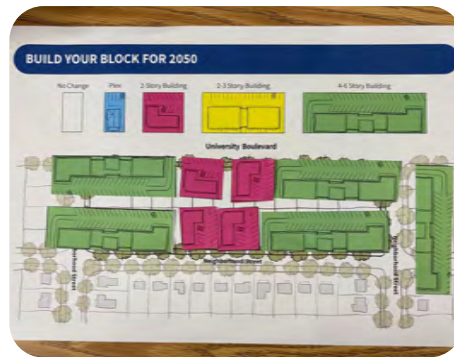 BUILD YOUR BLOCK FOR 2050
No Change Plex 2-Story Building 2-3 Story Building 4-6 Story Building
University Boulevard
Neighborhood Street
Neighborhood Street